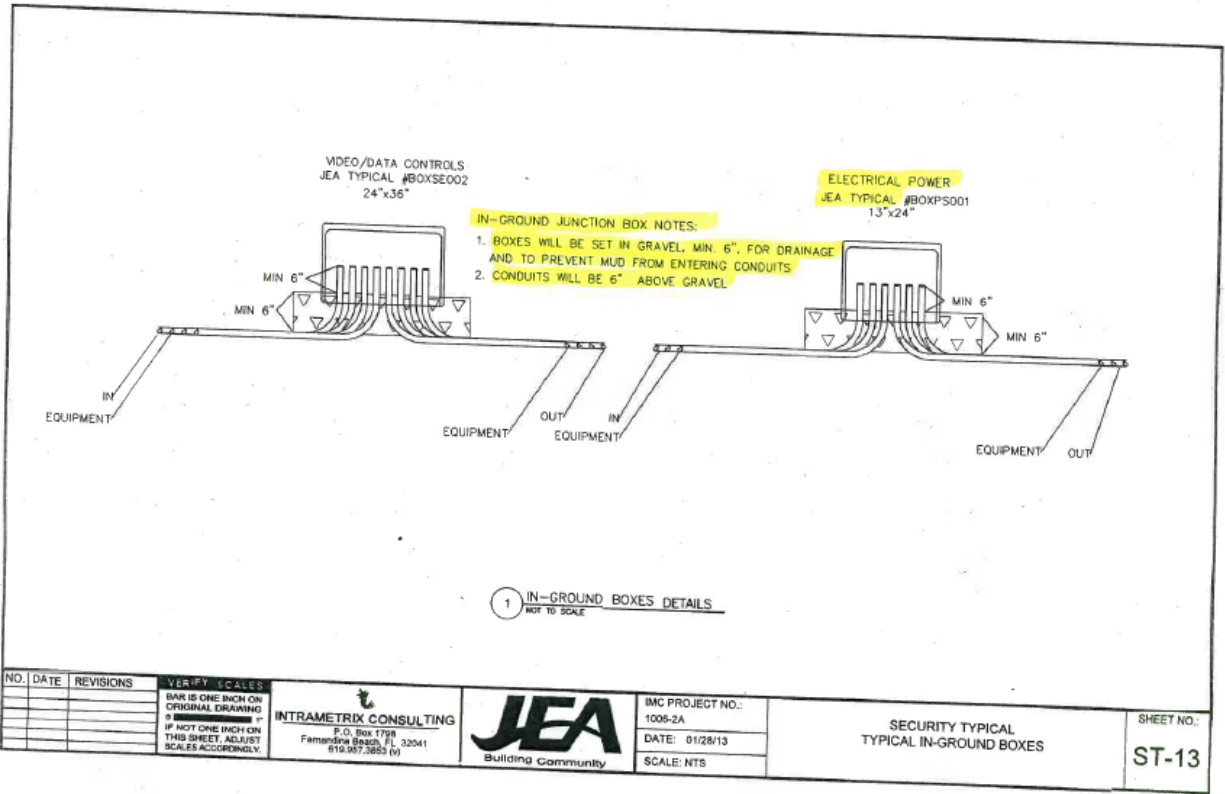 VIDEO/DATA CONTROLS
JEA TYPICAL #BOXSE002
24"x36"
ELECTRICAL POWER
JEA TYPICAL #BOXPS001
13"x24"
IN-GROUND JUNCTION BOX NOTES:
1. BOXES WILL BE SET IN GRAVEL, MIN. 6", FOR DRAINAGE
AND TO PREVENT MUD FROM ENTERING CONDUITS
2. CONDUITS WILL BE 6" ABOVE GRAVEL
MIN 6"
MIN 6"
MIN 6"
MIN 6"
IN
EQUIPMENT
EQUIPMENT
OUT
IN
EQUIPMENT
EQUIPMENT
OUT
1 IN-GROUND BOXES DETAILS
NOT TO SCALE
NO. DATE REVISIONS
VERIFY SCALES
BAR IS ONE INCH ON
ORIGINAL DRAWING
0 1"
IF NOT ONE INCH ON
THIS SHEET, ADJUST
SCALES ACCORDINGLY.
INTRAMETRIX CONSULTING
P.O. Box 1798
Fernandina Beach, FL 32041
JEA
Building Community
IMC PROJECT NO.:
1006-2A
DATE: 01/28/13
SCALE: NTS
SECURITY TYPICAL
TYPICAL IN-GROUND BOXES
SHEET NO.:
ST-13